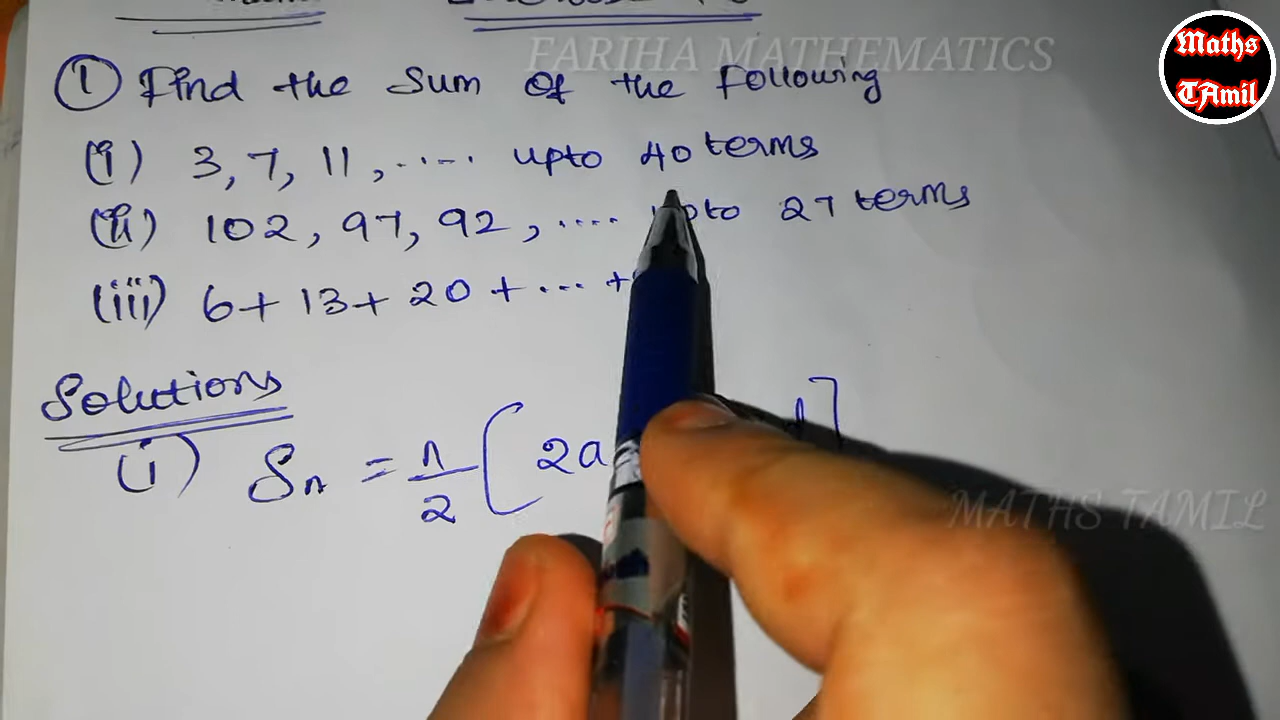 FARIHA MATHEMATICS
Maths
TAmil
① Find the Sum of the Following
(i) 3, 7, 11, ..... upto 40 terms
(ii) 102, 97, 92, .... upto 27 terms
(iii) 6 + 13 + 20 + ... +
Solutions
(i) Sn = n/2 [2a
MATHS TAMIL